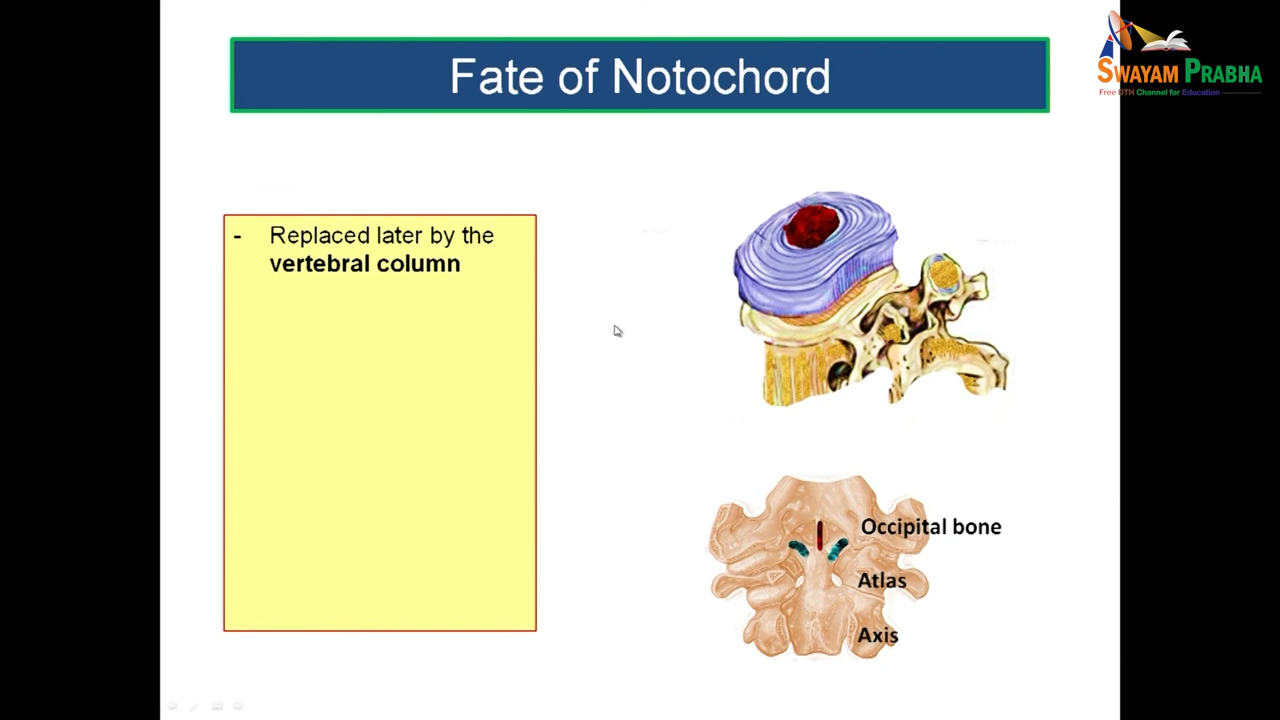 Fate of Notochord
SWAYAM PRABHA
Free DTH Channel for Education
- Replaced later by the
vertebral column
Occipital bone
Atlas
Axis